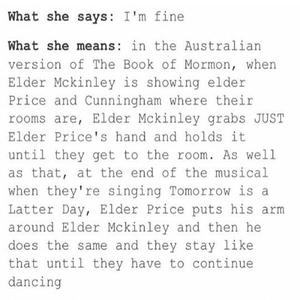 What she says: I'm fine
What she means: in the Australian
version of The Book of Mormon, when
Elder Mckinley is showing elder
Price and Cunningham where their
rooms are, Elder Mckinley grabs JUST
Elder Price's hand and holds it
until they get to the room. As well
as that, at the end of the musical
when they're singing Tomorrow is a
Latter Day, Elder Price puts his arm
around Elder Mckinley and then he
does the same and they stay like
that until they have to continue
dancing